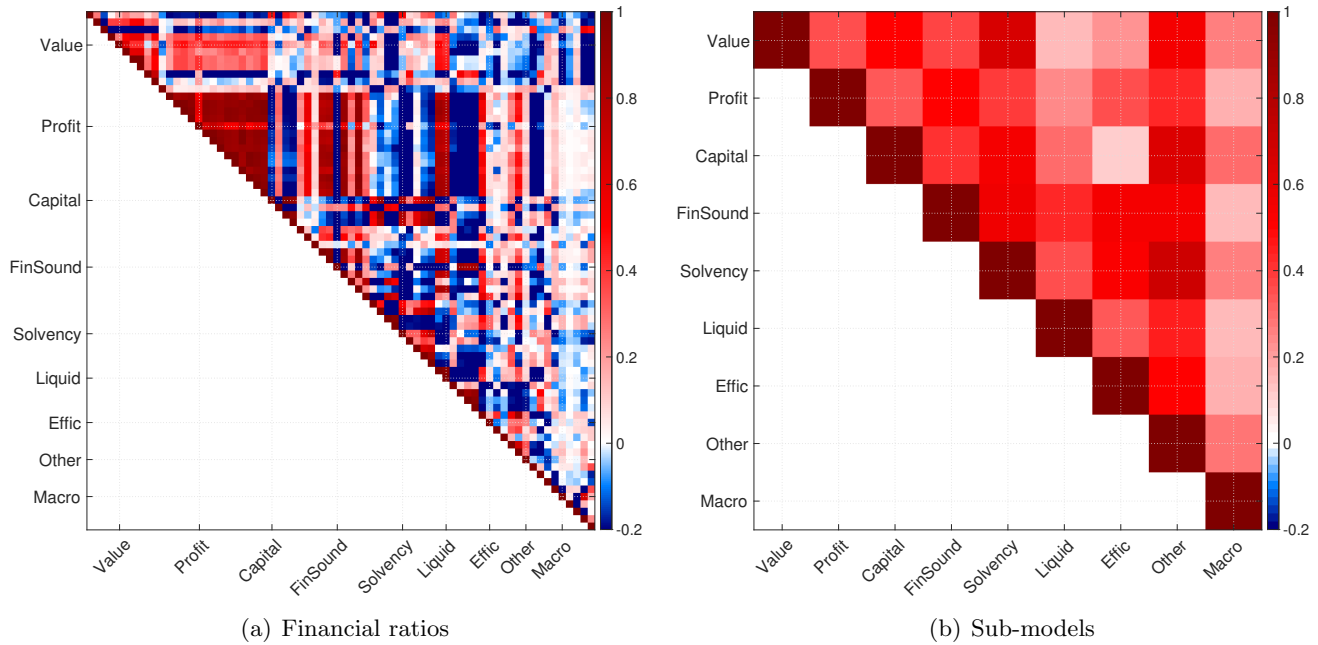 Value
Profit
Capital
FinSound
Solvency
Liquid
Effic
Other
Macro
Value
Profit
Capital
FinSound
Solvency
Liquid
Effic
Other
Macro
1
0.8
0.6
0.4
0.2
0
-0.2
(a) Financial ratios
Value
Profit
Capital
FinSound
Solvency
Liquid
Effic
Other
Macro
Value
Profit
Capital
FinSound
Solvency
Liquid
Effic
Other
Macro
1
0.8
0.6
0.4
0.2
0
-0.2
(b) Sub-models